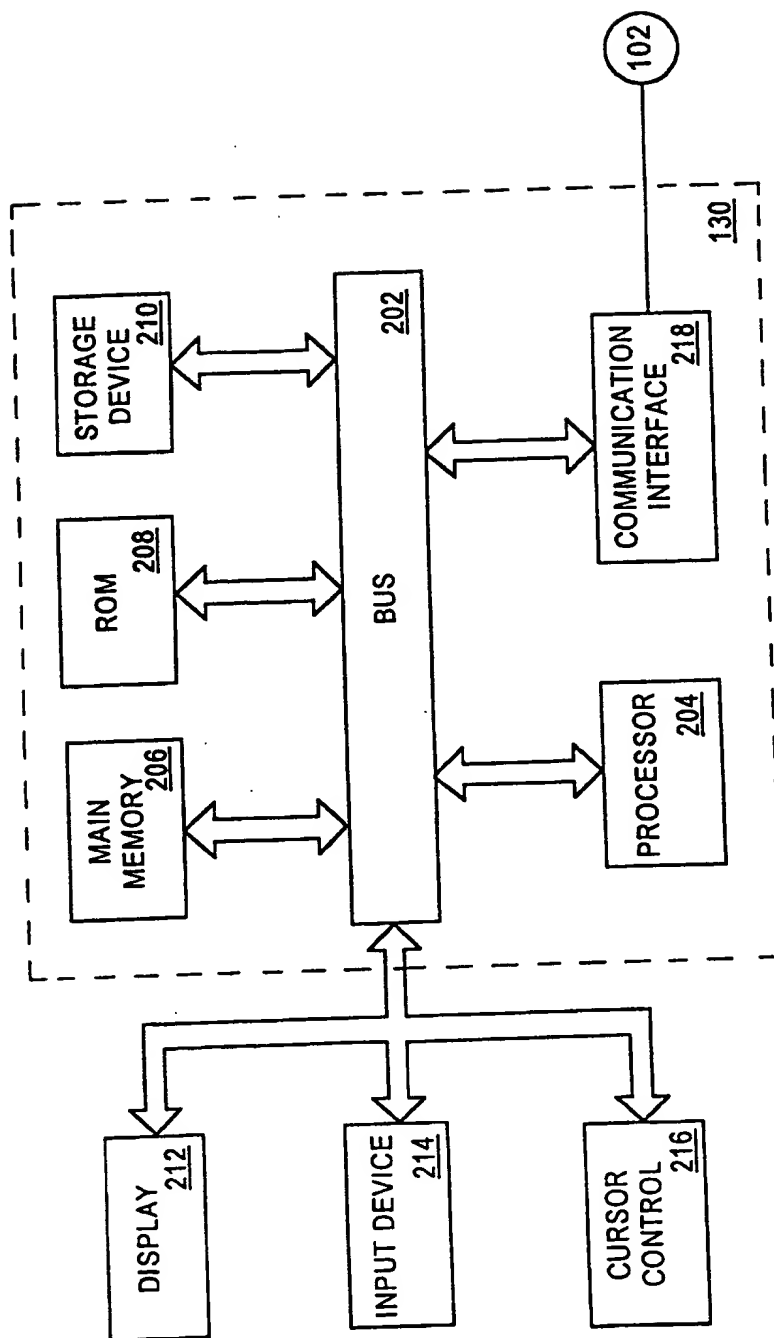 DISPLAY
212
INPUT DEVICE
214
CURSOR
CONTROL
216
MAIN
MEMORY
206
ROM
208
STORAGE
DEVICE
210
BUS
202
PROCESSOR
204
COMMUNICATION
INTERFACE
218
130
102